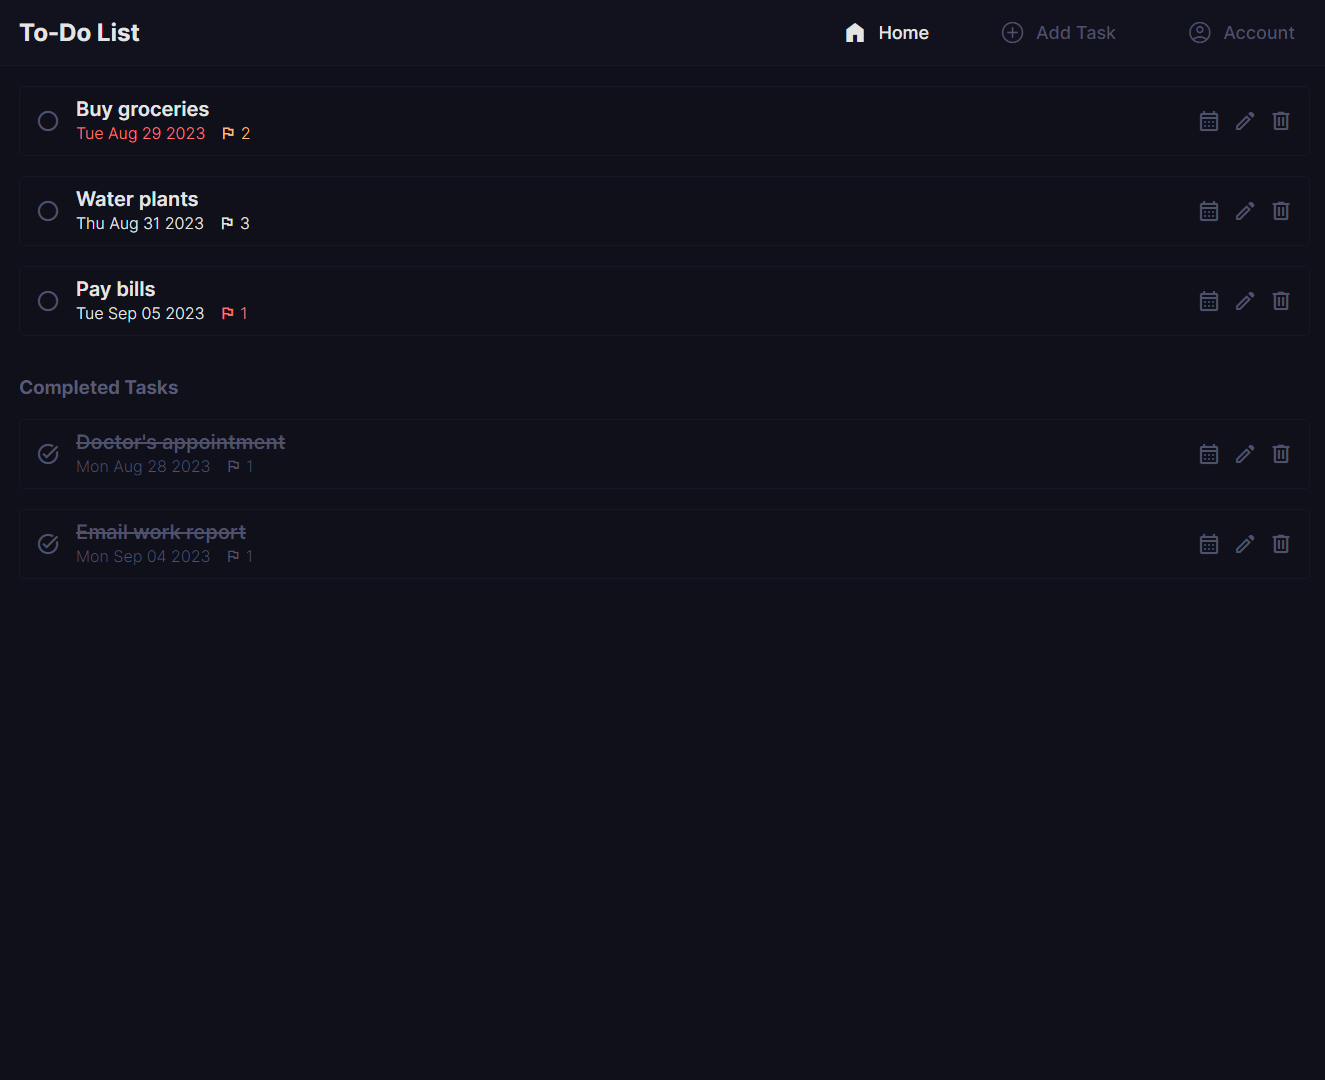 To-Do List
Home
Add Task
Account
Buy groceries
Tue Aug 29 2023 2
Water plants
Thu Aug 31 2023 3
Pay bills
Tue Sep 05 2023 1
Completed Tasks
Doctor's appointment
Mon Aug 28 2023 1
Email work report
Mon Sep 04 2023 1